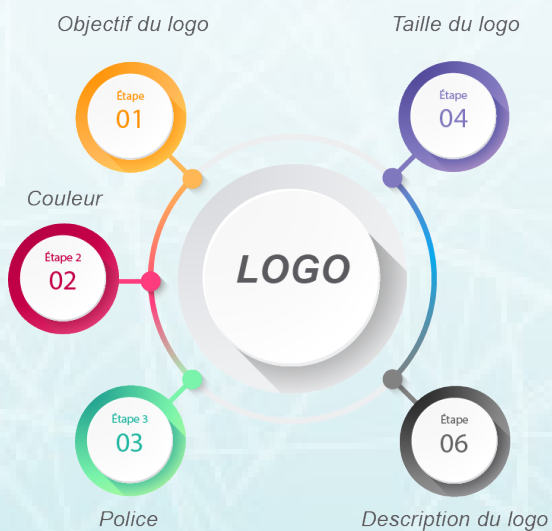 Objectif du logo
Étape
01
Couleur
Étape 2
02
Étape 3
03
Police
LOGO
Taille du logo
Étape
04
Étape
06
Description du logo